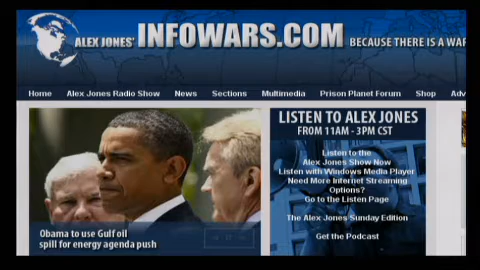 ALEX JONES' INFOWARS.COM BECAUSE THERE IS A WAR
Home Alex Jones Radio Show News Sections Multimedia Prison Planet Forum Shop Adv
LISTEN TO ALEX JONES
FROM 11AM - 3PM CST
Listen to the
Alex Jones Show Now
Listen with Windows Media Player
Need More Internet Streaming
Options?
Go to the Listen Page
The Alex Jones Sunday Edition
Get the Podcast
Obama to use Gulf oil
spill for energy agenda push